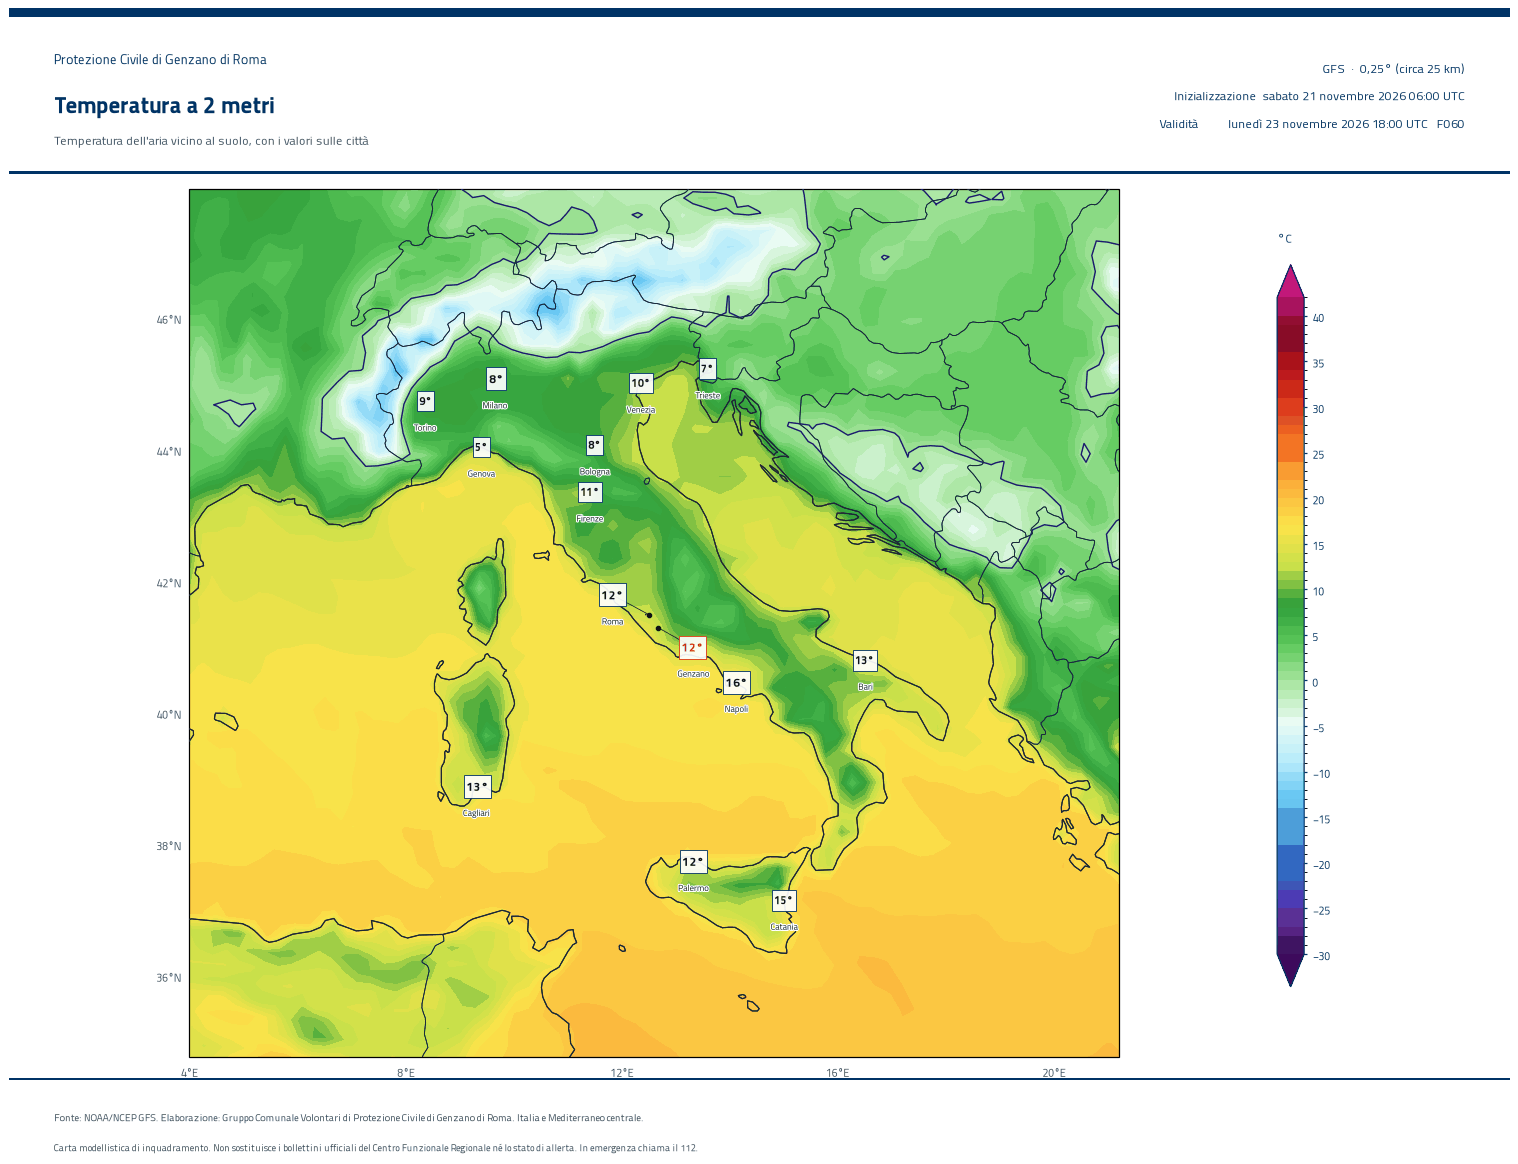 Protezione Civile di Genzano di Roma
Temperatura a 2 metri
Temperatura dell'aria vicino al suolo, con i valori sulle città
GFS · 0,25° (circa 25 km)
Inizializzazione sabato 21 novembre 2026 06:00 UTC
Validità lunedì 23 novembre 2026 18:00 UTC F060
46°N
44°N
42°N
40°N
38°N
36°N
4°E
8°E
12°E
16°E
20°E
7°
Trieste
8°
Milano
10°
Venezia
9°
Torino
5°
Genova
8°
Bologna
11°
Firenze
12°
Roma
12°
Genzano
13°
Bari
16°
Napoli
13°
Cagliari
12°
Palermo
15°
Catania
°C
40
35
30
25
20
15
10
5
0
−5
−10
−15
−20
−25
−30
Fonte: NOAA/NCEP GFS. Elaborazione: Gruppo Comunale Volontari di Protezione Civile di Genzano di Roma. Italia e Mediterraneo centrale.
Carta modellistica di inquadramento. Non sostituisce i bollettini ufficiali del Centro Funzionale Regionale né lo stato di allerta. In emergenza chiama il 112.